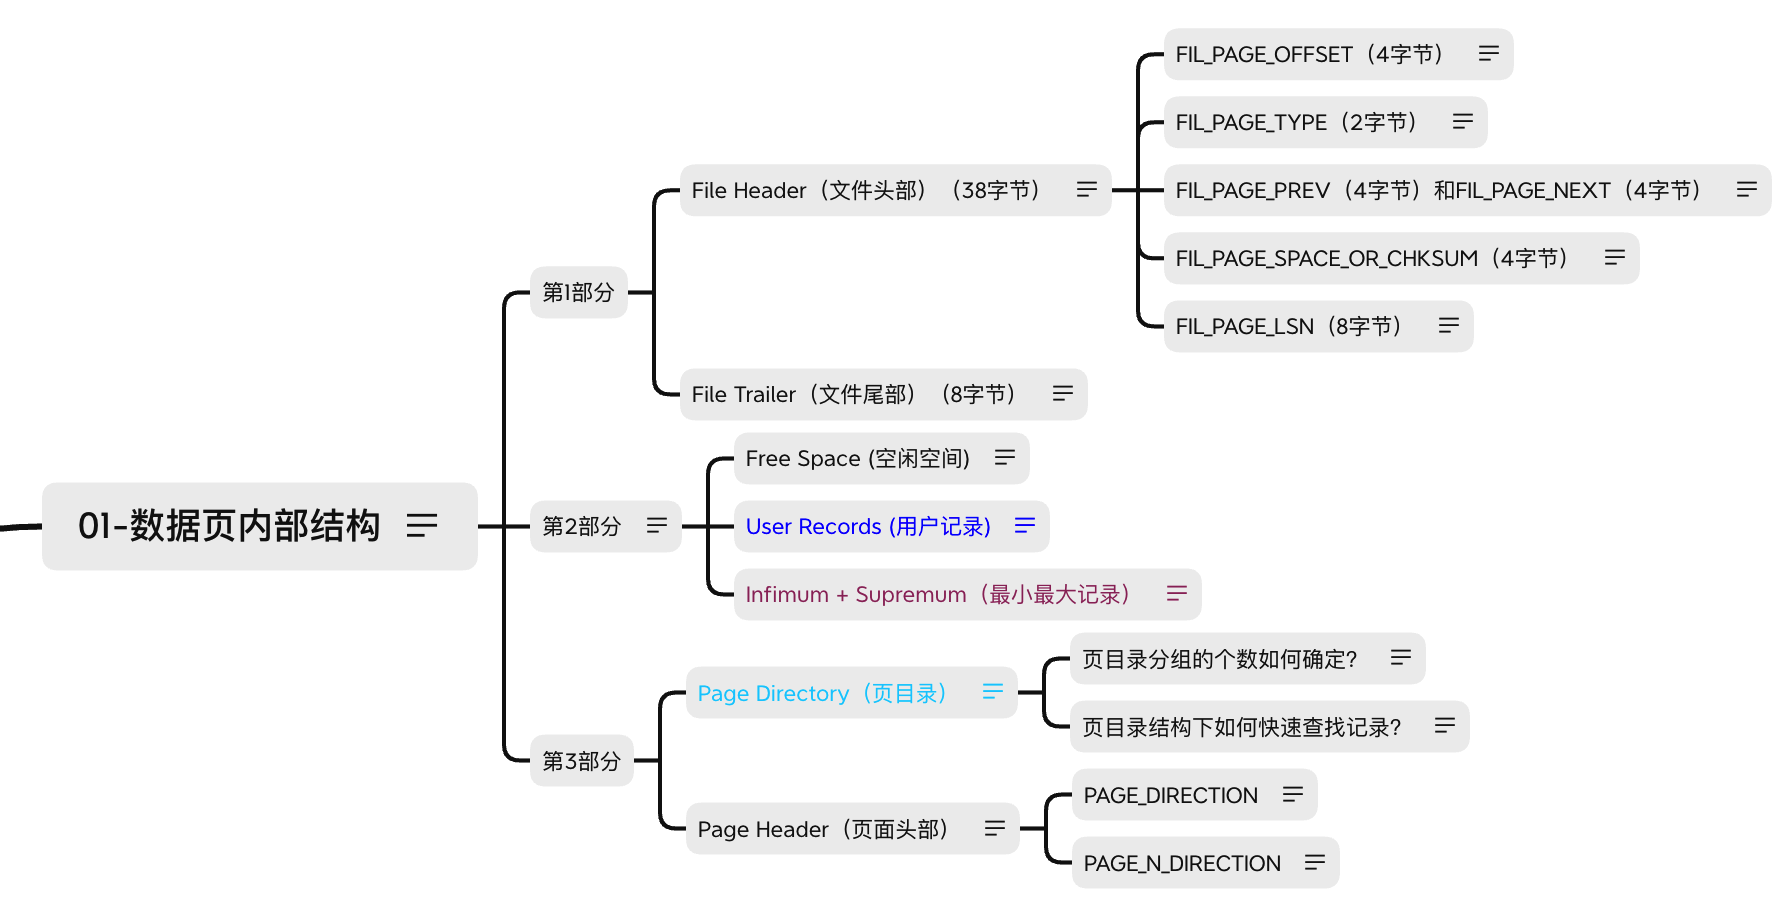 01-数据页内部结构
第1部分
File Header（文件头部）（38字节）
FIL_PAGE_OFFSET（4字节）
FIL_PAGE_TYPE（2字节）
FIL_PAGE_PREV（4字节）和FIL_PAGE_NEXT（4字节）
FIL_PAGE_SPACE_OR_CHKSUM（4字节）
FIL_PAGE_LSN（8字节）
File Trailer（文件尾部）（8字节）
第2部分
Free Space (空闲空间)
User Records (用户记录)
Infimum + Supremum（最小最大记录）
第3部分
Page Directory（页目录）
页目录分组的个数如何确定?
页目录结构下如何快速查找记录?
Page Header（页面头部）
PAGE_DIRECTION
PAGE_N_DIRECTION